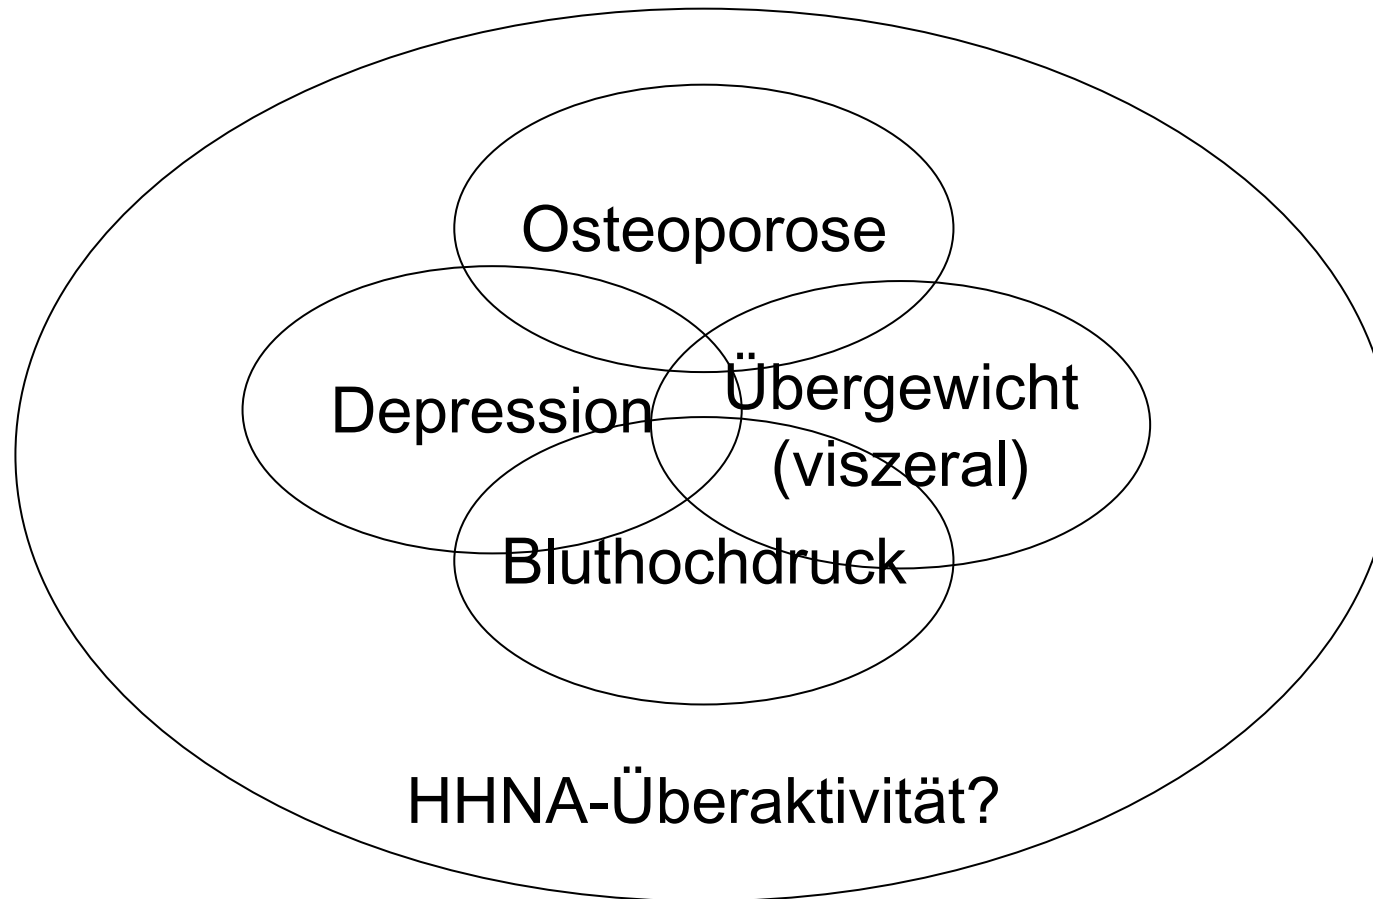 Osteoporose
Depression
Übergewicht
(viszeral)
Bluthochdruck
HHNA-Überaktivität?